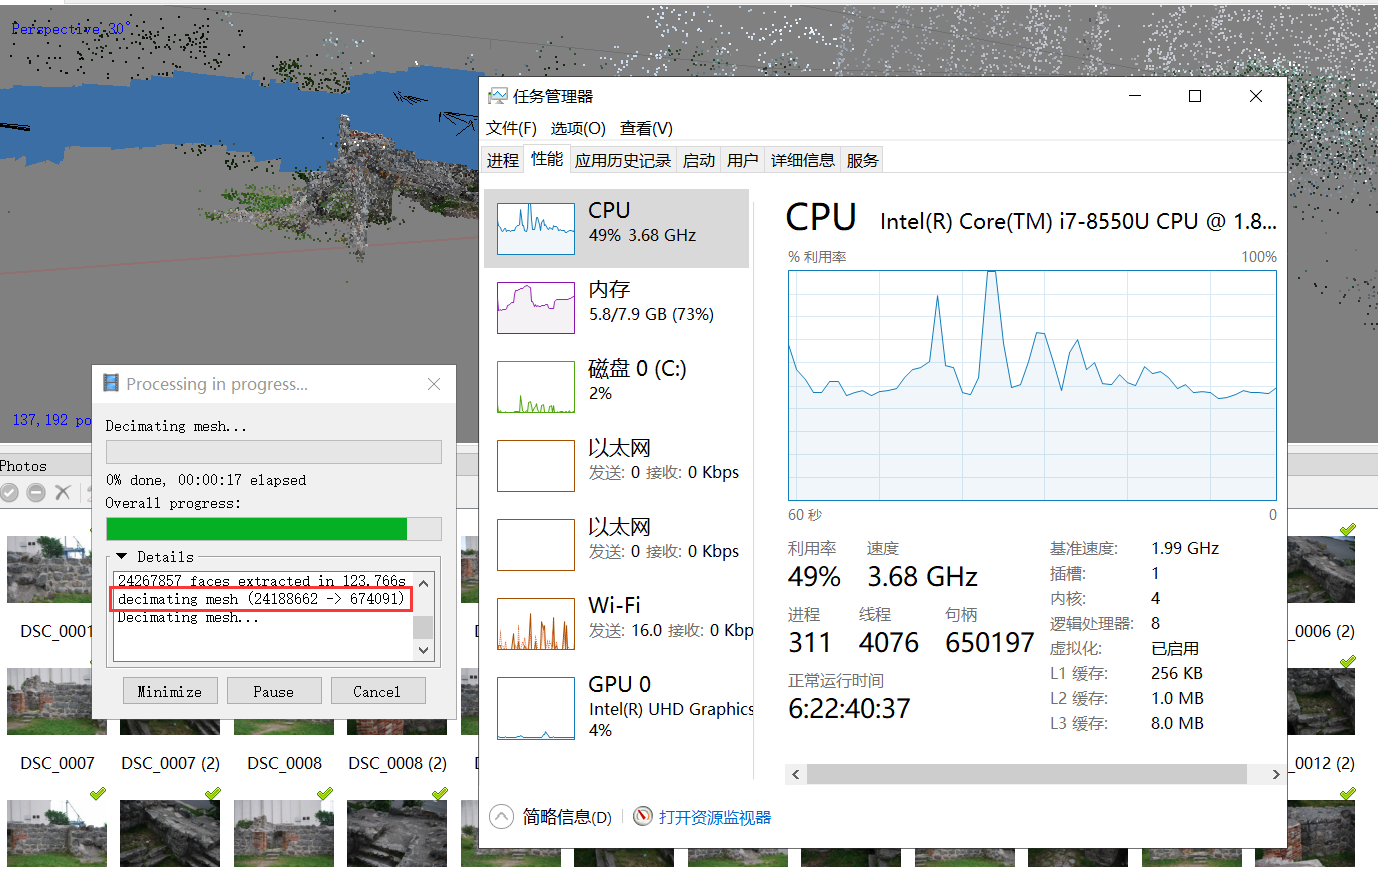 Perspective 30°
任务管理器
文件(F) 选项(O) 查看(V)
进程 性能 应用历史记录 启动 用户 详细信息 服务
CPU
49% 3.68 GHz
内存
5.8/7.9 GB (73%)
磁盘 0 (C:)
2%
以太网
发送: 0 接收: 0 Kbps
以太网
发送: 0 接收: 0 Kbps
Wi-Fi
发送: 16.0 接收: 0 Kbp
GPU 0
Intel(R) UHD Graphics
4%
CPU Intel(R) Core(TM) i7-8550U CPU @ 1.8...
% 利用率 100%
60 秒 0
利用率 速度
49% 3.68 GHz
进程 线程 句柄
311 4076 650197
正常运行时间
6:22:40:37
基准速度: 1.99 GHz
插槽: 1
内核: 4
逻辑处理器: 8
虚拟化: 已启用
L1 缓存: 256 KB
L2 缓存: 1.0 MB
L3 缓存: 8.0 MB
简略信息(D) 打开资源监视器
Processing in progress...
Decimating mesh...
0% done, 00:00:17 elapsed
Overall progress:
Details
24267857 faces extracted in 123.766s
decimating mesh (24188662 -> 674091)
Decimating mesh...
Minimize Pause Cancel
137,192 po
Photos
DSC_0001
_0006 (2)
DSC_0007 DSC_0007 (2) DSC_0008 DSC_0008 (2)
_0012 (2)